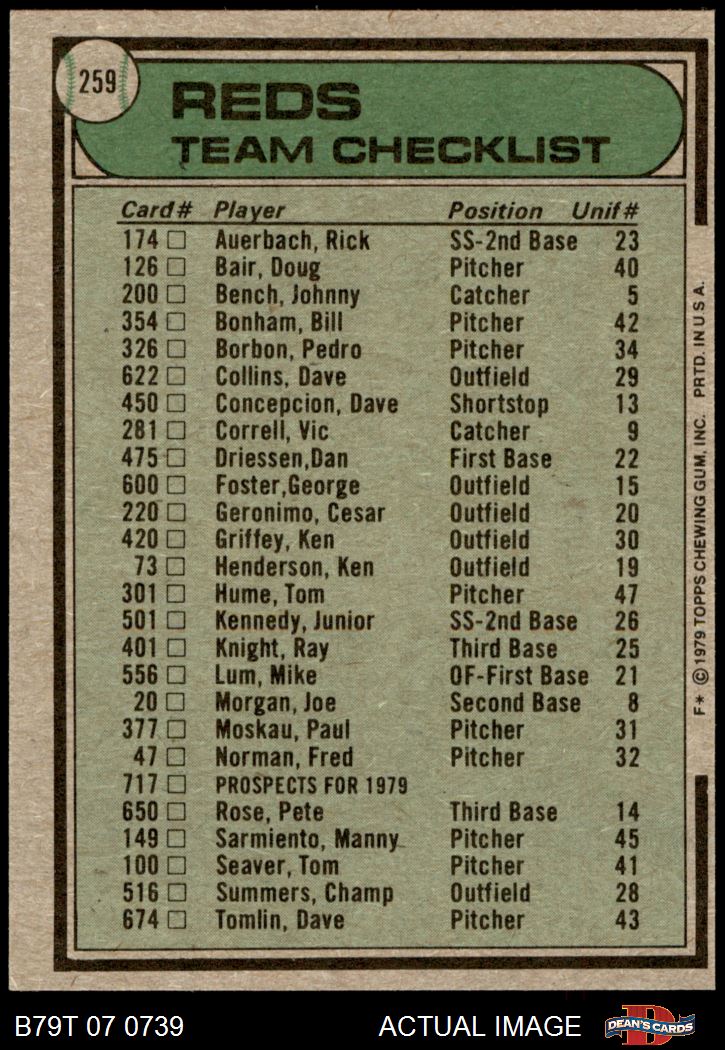 259
REDS
TEAM CHECKLIST
Card# Player Position Unif#
174 □ Auerbach, Rick SS-2nd Base 23
126 □ Bair, Doug Pitcher 40
200 □ Bench, Johnny Catcher 5
354 □ Bonham, Bill Pitcher 42
326 □ Borbon, Pedro Pitcher 34
622 □ Collins, Dave Outfield 29
450 □ Concepcion, Dave Shortstop 13
281 □ Correll, Vic Catcher 9
475 □ Driessen,Dan First Base 22
600 □ Foster,George Outfield 15
220 □ Geronimo, Cesar Outfield 20
420 □ Griffey, Ken Outfield 30
73 □ Henderson, Ken Outfield 19
301 □ Hume, Tom Pitcher 47
501 □ Kennedy, Junior SS-2nd Base 26
401 □ Knight, Ray Third Base 25
556 □ Lum, Mike OF-First Base 21
20 □ Morgan, Joe Second Base 8
377 □ Moskau, Paul Pitcher 31
47 □ Norman, Fred Pitcher 32
717 □ PROSPECTS FOR 1979
650 □ Rose, Pete Third Base 14
149 □ Sarmiento, Manny Pitcher 45
100 □ Seaver, Tom Pitcher 41
516 □ Summers, Champ Outfield 28
674 □ Tomlin, Dave Pitcher 43
F* © 1979 TOPPS CHEWING GUM, INC. PRTD. IN U.S.A.
B79T 07 0739 ACTUAL IMAGE
D
DEAN'S CARDS